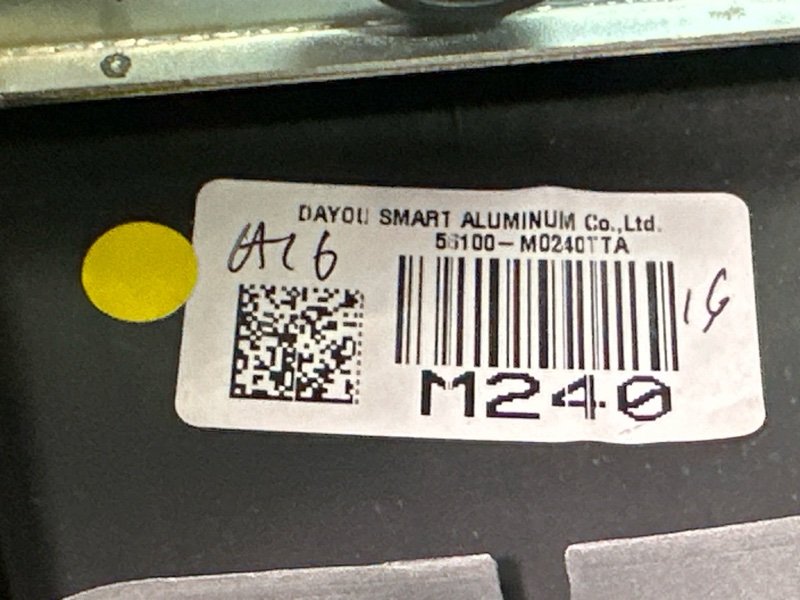 DAYOU SMART ALUMINUM Co.,Ltd.
56100-M0240TTA
M240